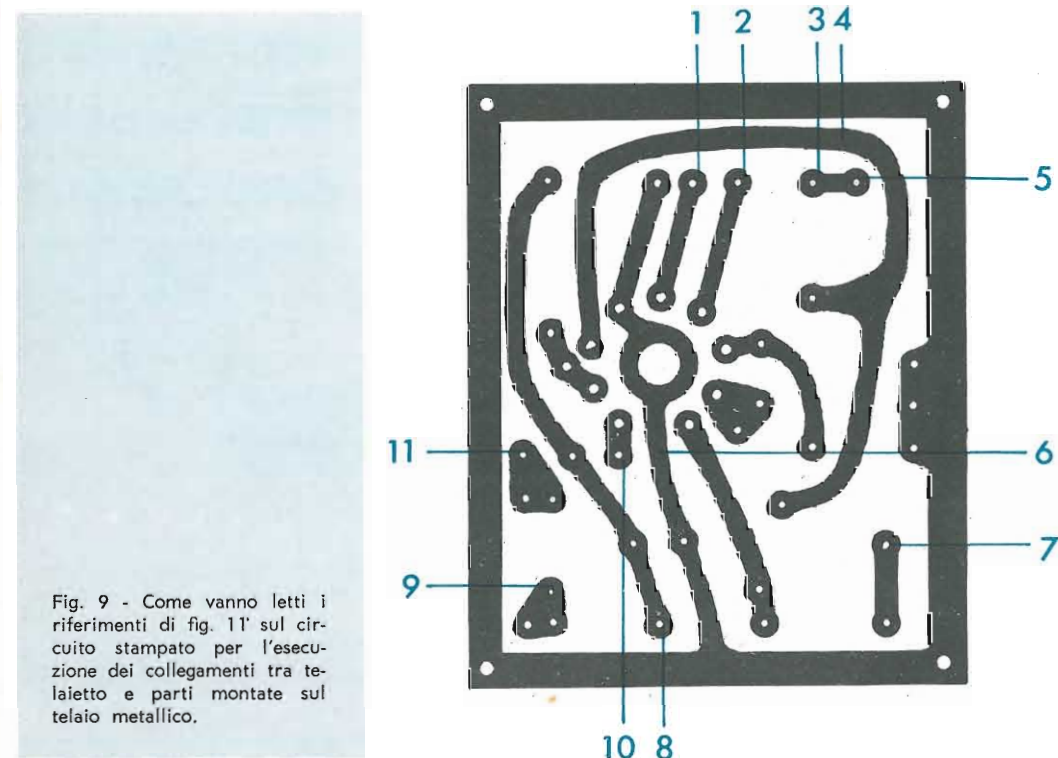 1 2 3 4
5
11 6
7
9
10 8
Fig. 9 - Come vanno letti i
riferimenti di fig. 11' sul cir-
cuito stampato per l'esecu-
zione dei collegamenti tra te-
laietto e parti montate sul
telaio metallico.